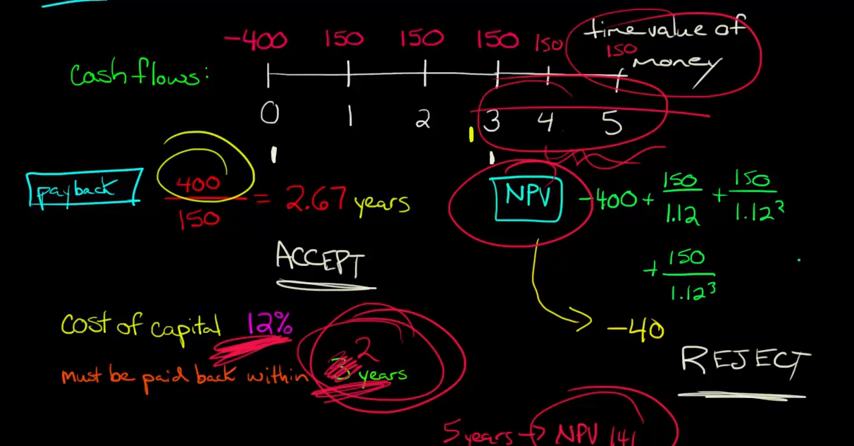 -400 150 150 150 150 150
time value of
money
cash flows:
0 1 2 3 4 5
payback
400
150
= 2.67 years
NPV
-400 + 150/1.12 + 150/1.12²
+ 150/1.12³
ACCEPT
-40
REJECT
cost of capital 12%
2
must be paid back within 3 years
5 years → NPV 141